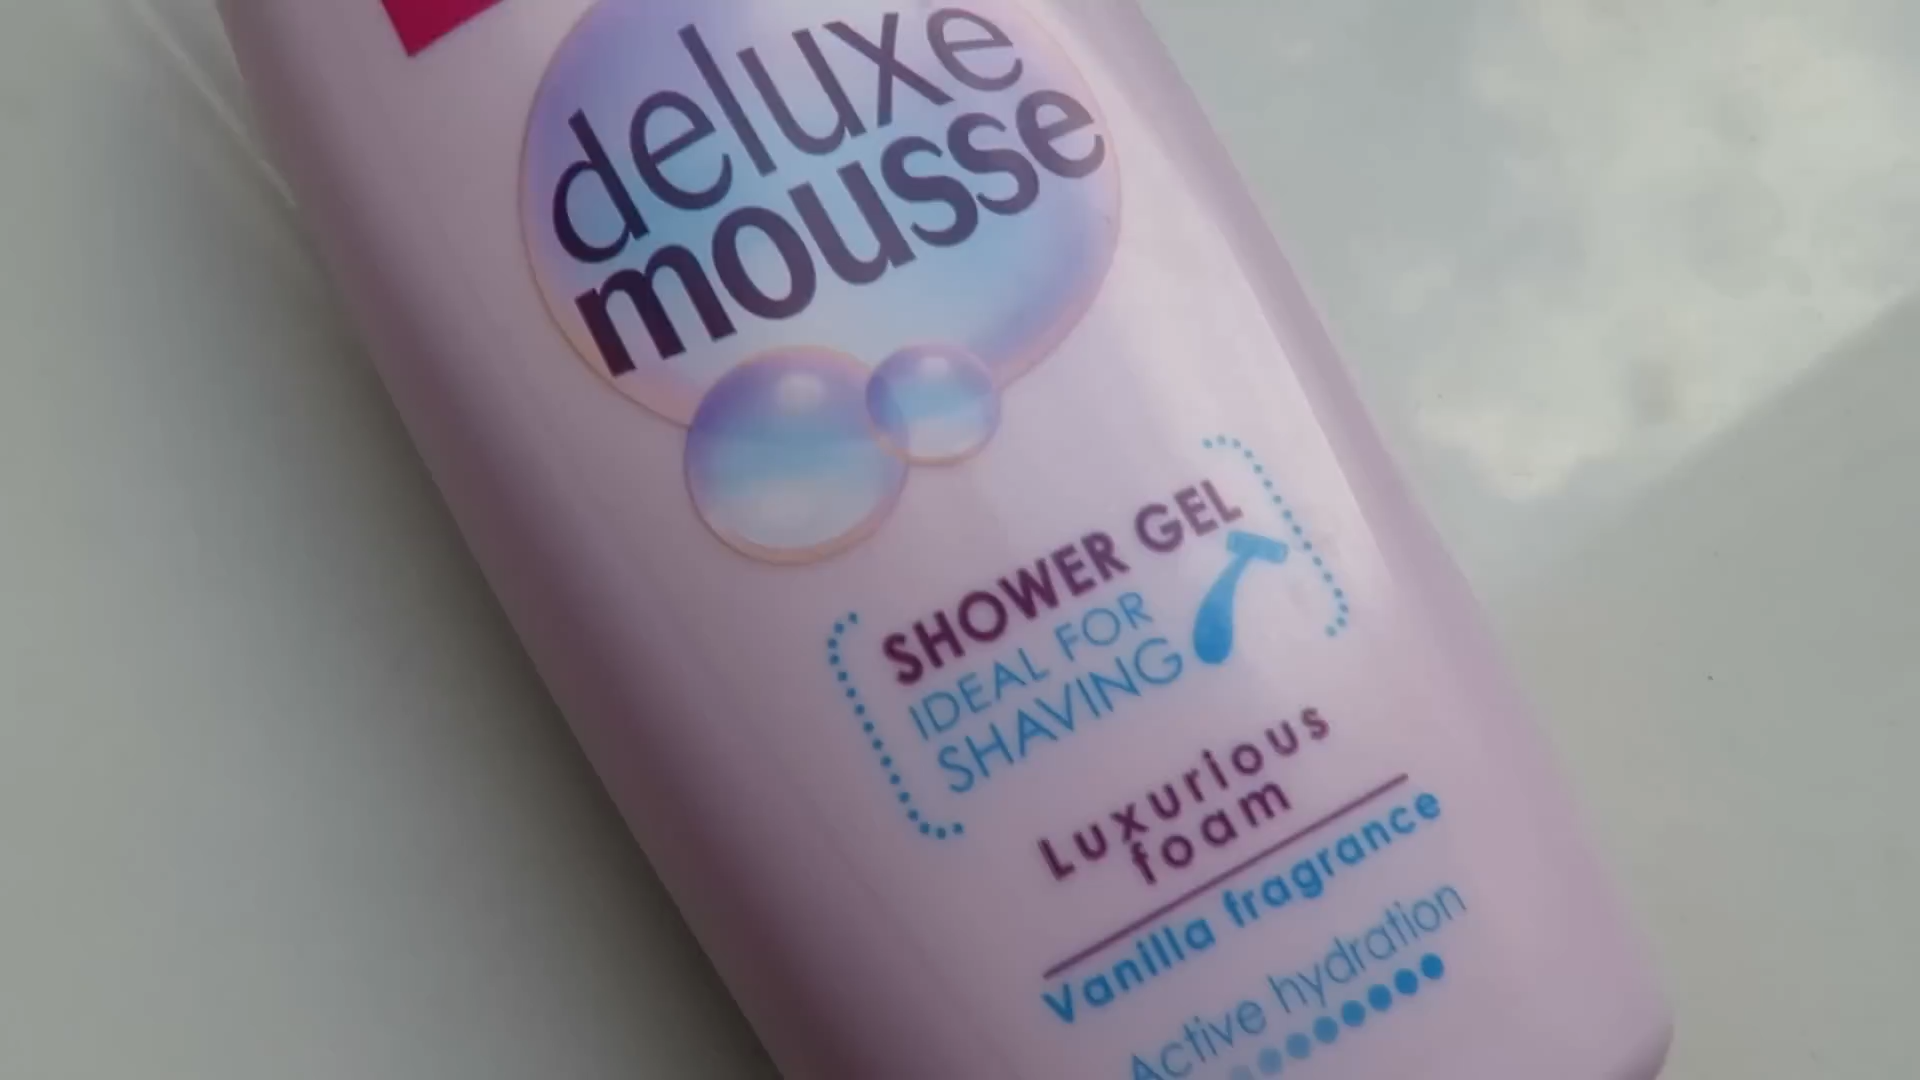 deluxe
mousse
SHOWER GEL
IDEAL FOR
SHAVING
Luxurious
foam
Vanilla fragrance
Active hydration